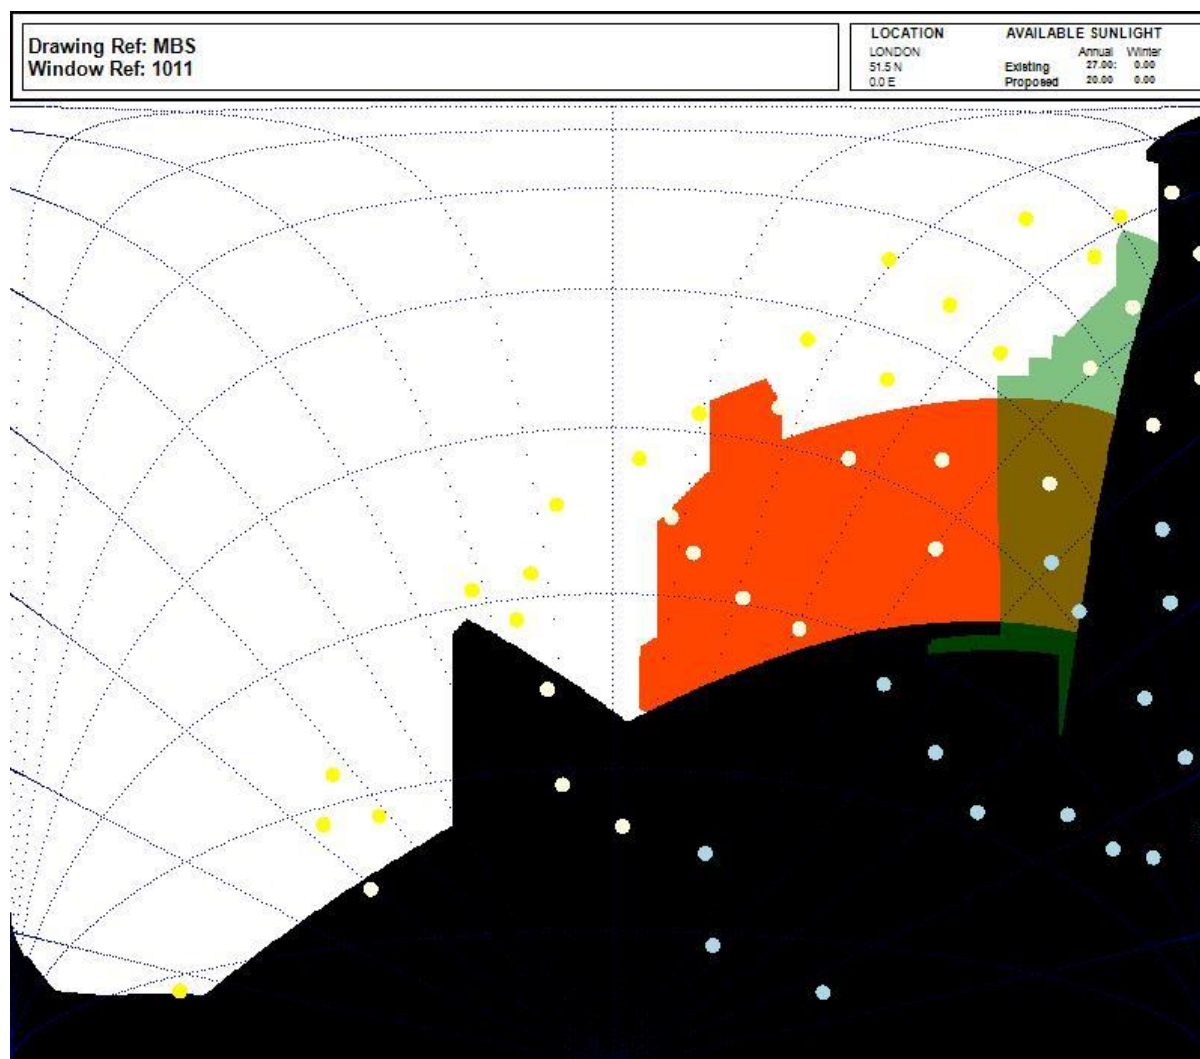 Drawing Ref: MBS
Window Ref: 1011
LOCATION
LONDON
51.5 N
0.0 E
AVAILABLE SUNLIGHT
Annual Winter
Existing 27.00: 0.00
Proposed 20.00 0.00